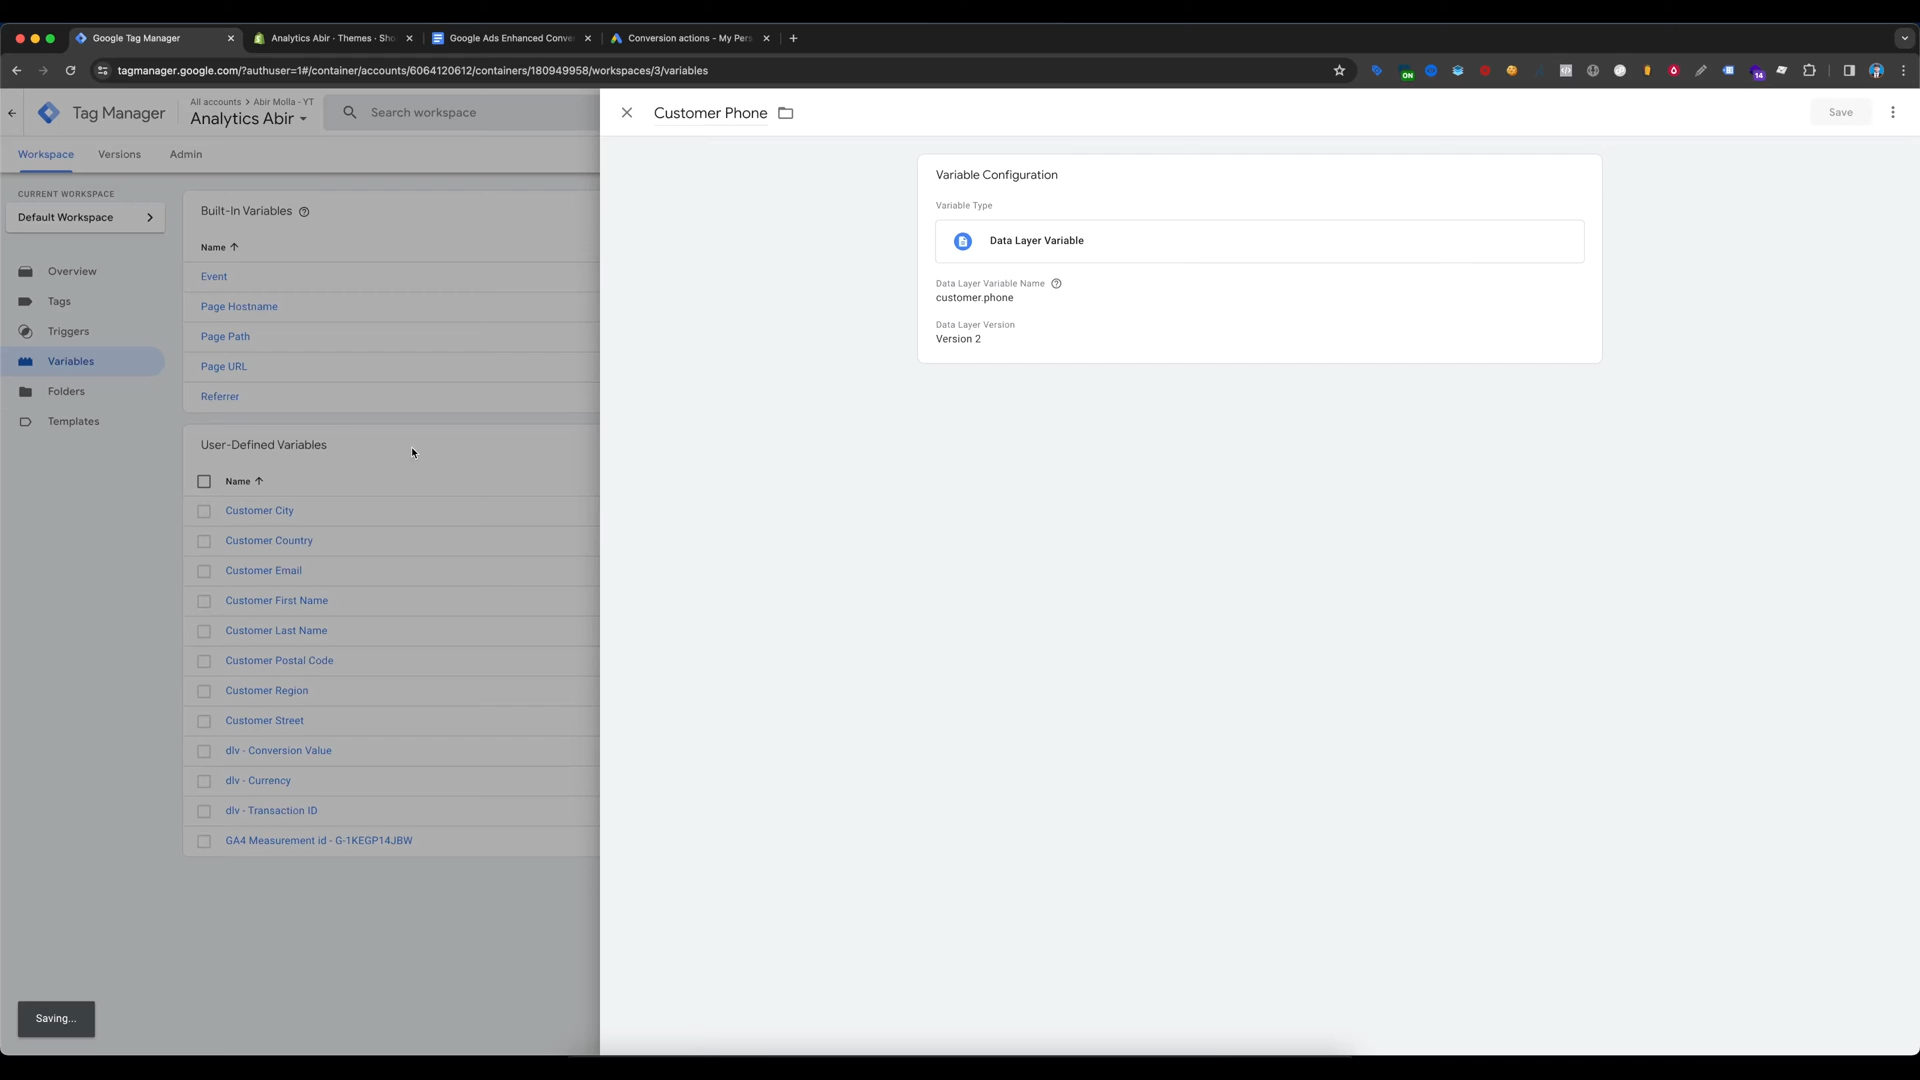 Google Tag Manager
Analytics Abir · Themes · Sho
Google Ads Enhanced Conve
Conversion actions - My Pers
tagmanager.google.com/?authuser=1#/container/accounts/6064120612/containers/180949958/workspaces/3/variables
ON
14
Tag Manager
All accounts > Abir Molla - YT
Analytics Abir
Search workspace
Customer Phone
Save
Workspace
Versions
Admin
CURRENT WORKSPACE
Default Workspace
Overview
Tags
Triggers
Variables
Folders
Templates
Built-In Variables
Name
Event
Page Hostname
Page Path
Page URL
Referrer
User-Defined Variables
Name
Customer City
Customer Country
Customer Email
Customer First Name
Customer Last Name
Customer Postal Code
Customer Region
Customer Street
dlv - Conversion Value
dlv - Currency
dlv - Transaction ID
GA4 Measurement id - G-1KEGP14JBW
Variable Configuration
Variable Type
Data Layer Variable
Data Layer Variable Name
customer.phone
Data Layer Version
Version 2
Saving...